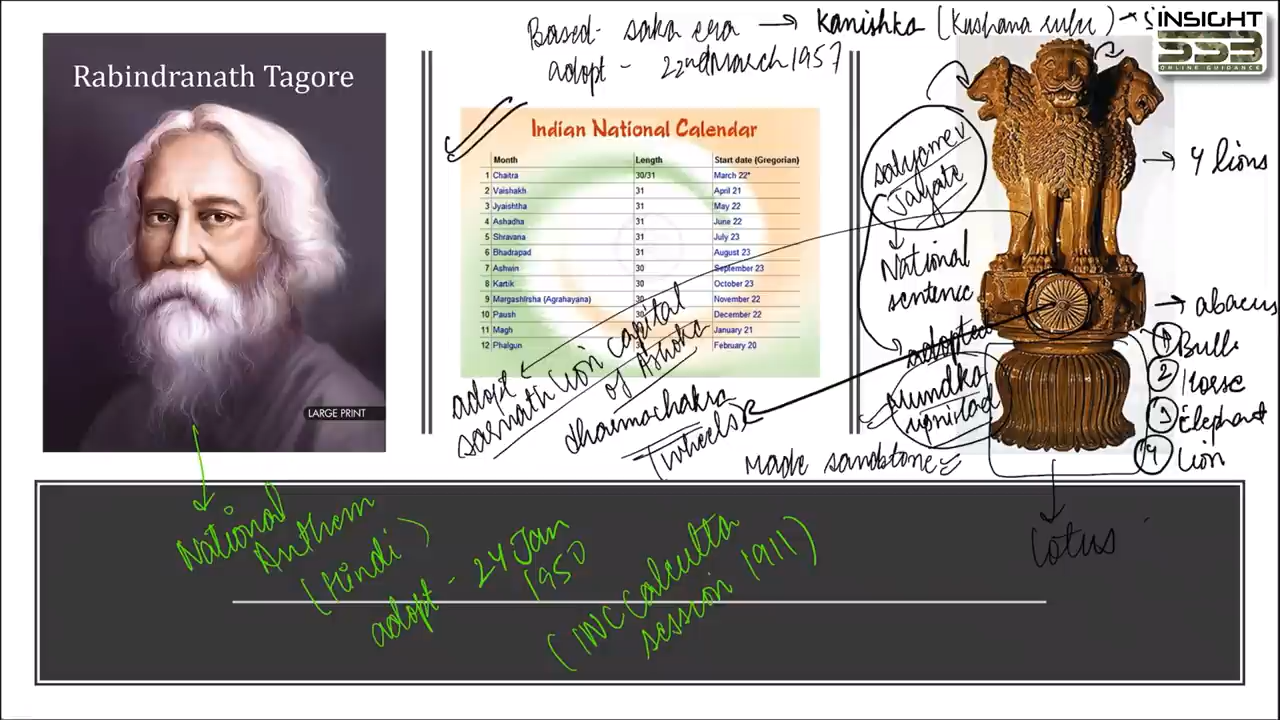 Based - saka era → Kanishka (Kushana ruler)
adopt - 22nd March 1957
INSIGHT
SSB
ONLINE GUIDANCE
Rabindranath Tagore
LARGE PRINT
Indian National Calendar
Month Length Start date (Gregorian)
1 Chaitra 30/31 March 22*
2 Vaishakh 31 April 21
3 Jyaishtha 31 May 22
4 Ashadha 31 June 22
5 Shravana 31 July 23
6 Bhadrapad 31 August 23
7 Ashwin 30 September 23
8 Kartik 30 October 23
9 Margashirsha (Agrahayana) 30 November 22
10 Paush 30 December 22
11 Magh January 21
12 Phalgun February 20
adopt
sarnath lion capital
of Ashoka
dharmachakra
(wheels)
satyamev
Jayate
National
sentence
adopted
mundka
upnishad
made sandstone
→ 4 lions
→ abacus
① Bull
② Horse
③ Elephant
④ Lion
Lotus
National
Anthem
(Hindi)
adopt - 24 Jan
1950
(INC Calcutta
session 1911)